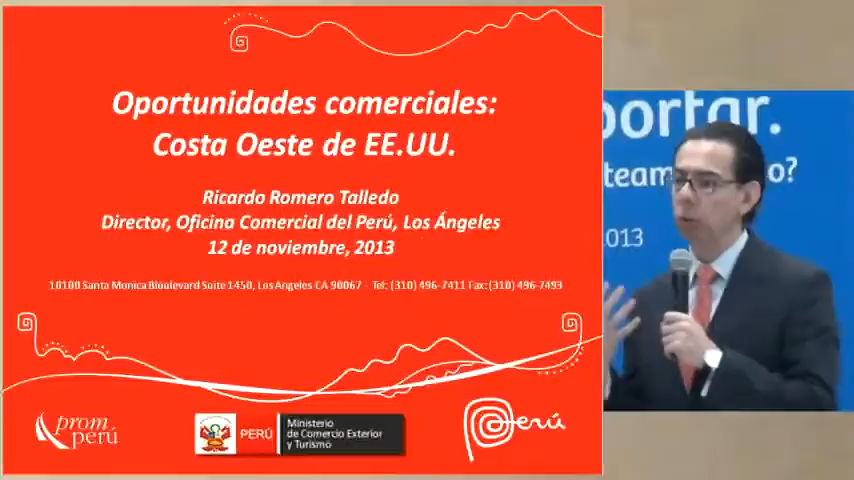 Oportunidades comerciales:
Costa Oeste de EE.UU.
Ricardo Romero Talledo
Director, Oficina Comercial del Perú, Los Ángeles
12 de noviembre, 2013
10100 Santa Monica Bloulevard Suite 1450, Los Angeles CA 90067 - Tel: (310) 496-7411 Fax: (310) 496-7493
prom
perú
PERÚ
Ministerio
de Comercio Exterior
y Turismo
Perú
portar.
team
o?
2013